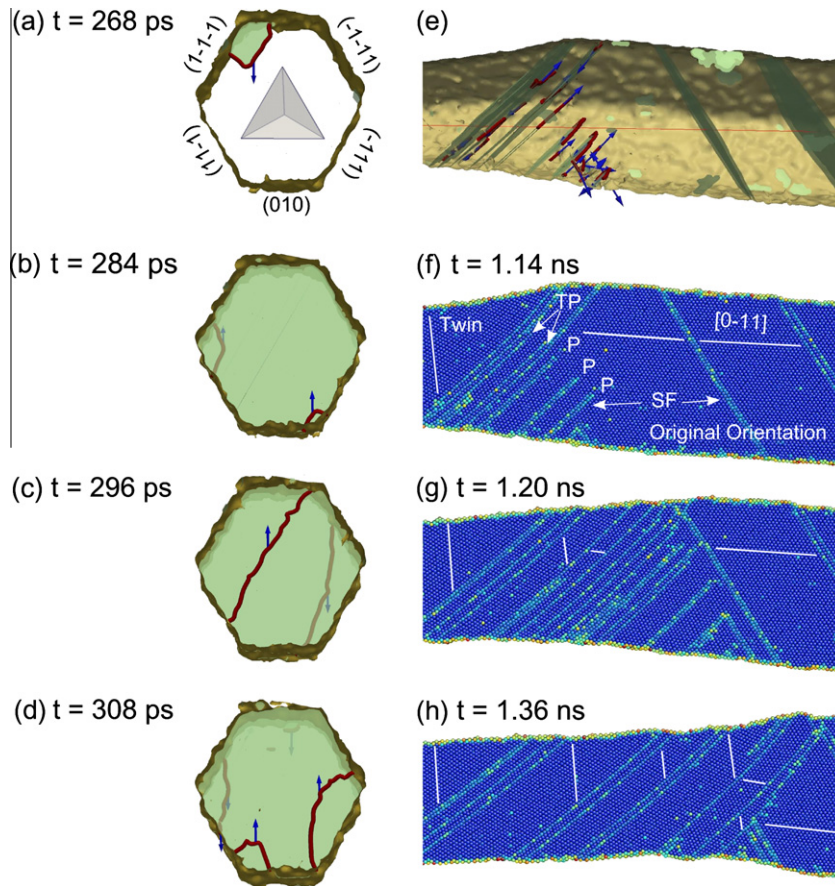 (a) t = 268 ps
(1-1-1)
(-1-11)
(11-1)
(-111)
(010)
(b) t = 284 ps
(c) t = 296 ps
(d) t = 308 ps
(e)
(f) t = 1.14 ns
Twin
TP
[0-11]
P
P
P
SF
Original Orientation
(g) t = 1.20 ns
(h) t = 1.36 ns